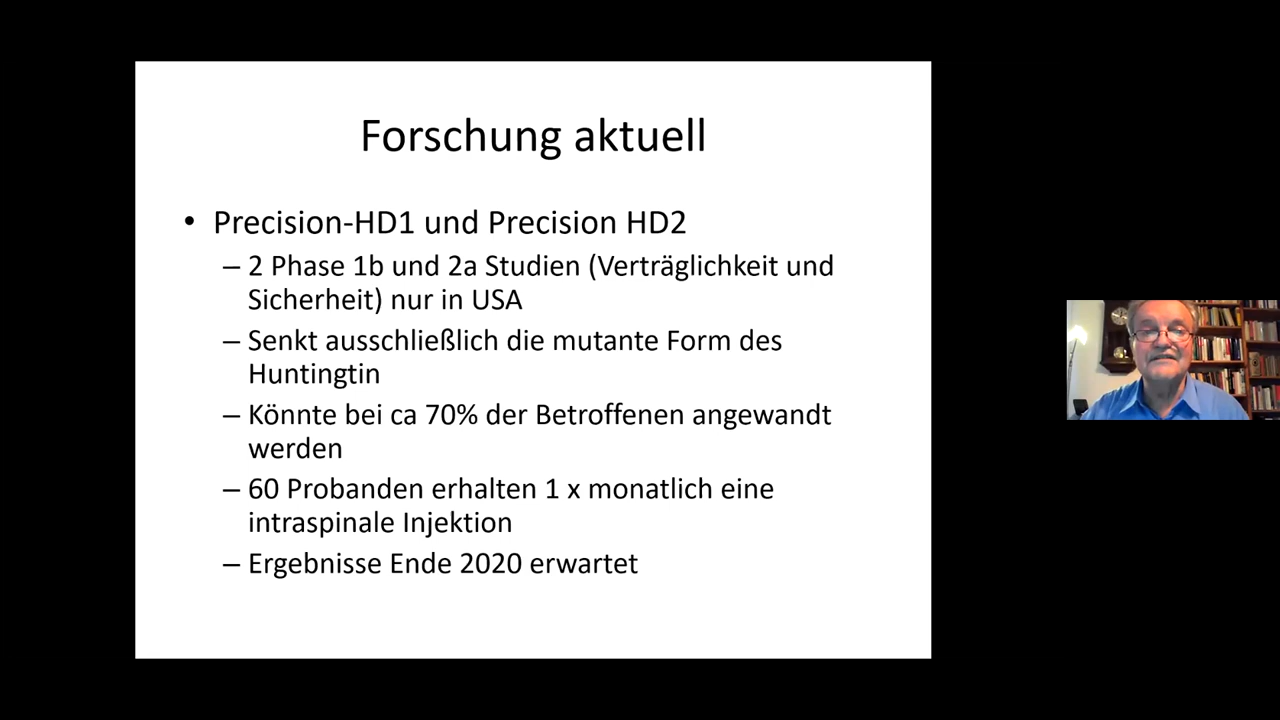 Forschung aktuell
• Precision-HD1 und Precision HD2
– 2 Phase 1b und 2a Studien (Verträglichkeit und
Sicherheit) nur in USA
– Senkt ausschließlich die mutante Form des
Huntingtin
– Könnte bei ca 70% der Betroffenen angewandt
werden
– 60 Probanden erhalten 1 x monatlich eine
intraspinale Injektion
– Ergebnisse Ende 2020 erwartet